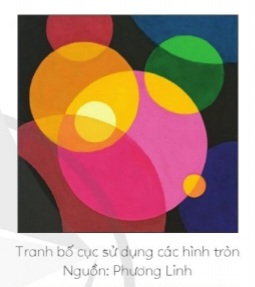 Tranh bố cục sử dụng các hình tròn
Nguồn: Phương Linh